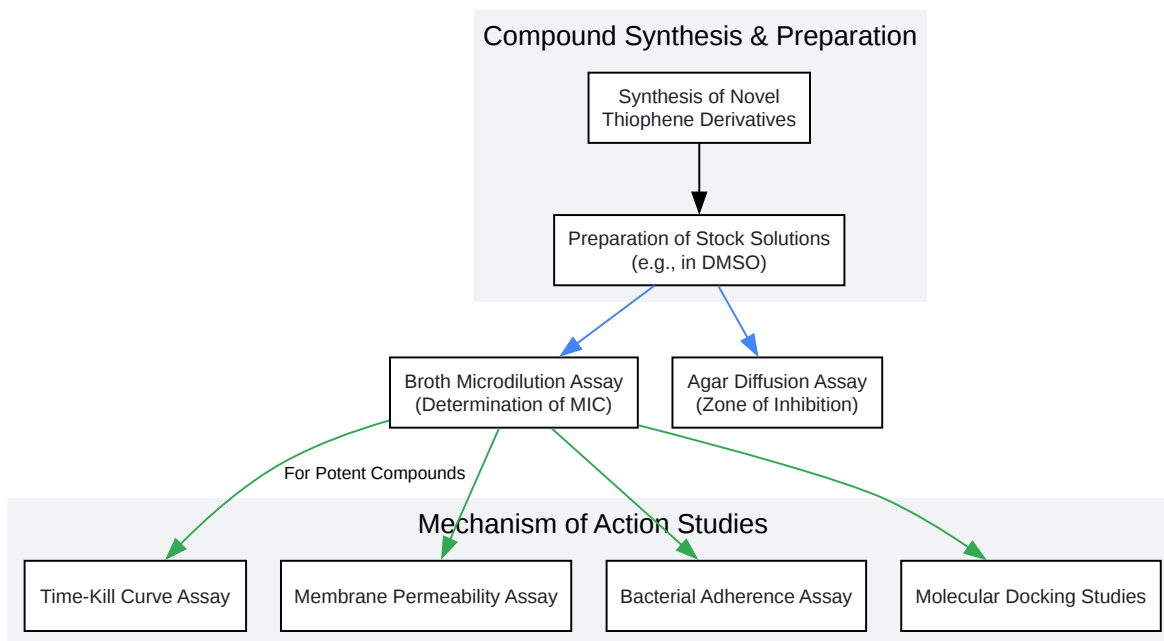 Compound Synthesis & Preparation
Synthesis of Novel
Thiophene Derivatives
Preparation of Stock Solutions
(e.g., in DMSO)
Broth Microdilution Assay
(Determination of MIC)
Agar Diffusion Assay
(Zone of Inhibition)
For Potent Compounds
Mechanism of Action Studies
Time-Kill Curve Assay
Membrane Permeability Assay
Bacterial Adherence Assay
Molecular Docking Studies